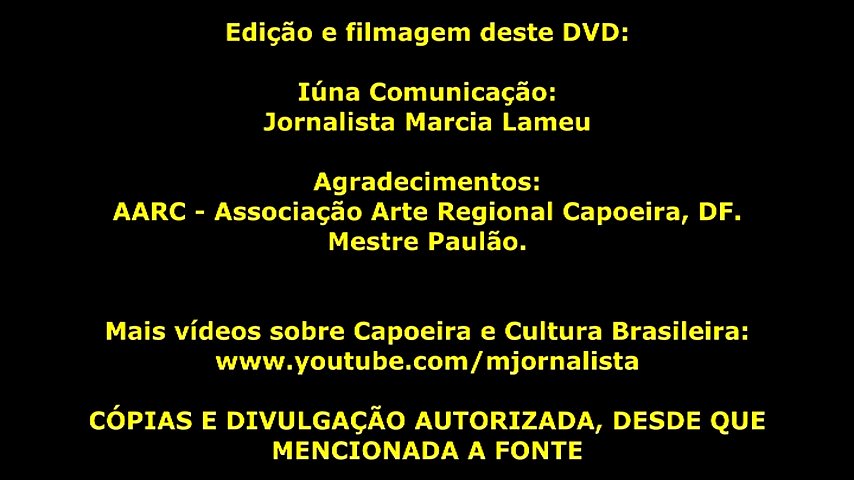 Edição e filmagem deste DVD:
Iúna Comunicação:
Jornalista Marcia Lameu
Agradecimentos:
AARC - Associação Arte Regional Capoeira, DF.
Mestre Paulão.
Mais vídeos sobre Capoeira e Cultura Brasileira:
www.youtube.com/mjornalista
CÓPIAS E DIVULGAÇÃO AUTORIZADA, DESDE QUE
MENCIONADA A FONTE